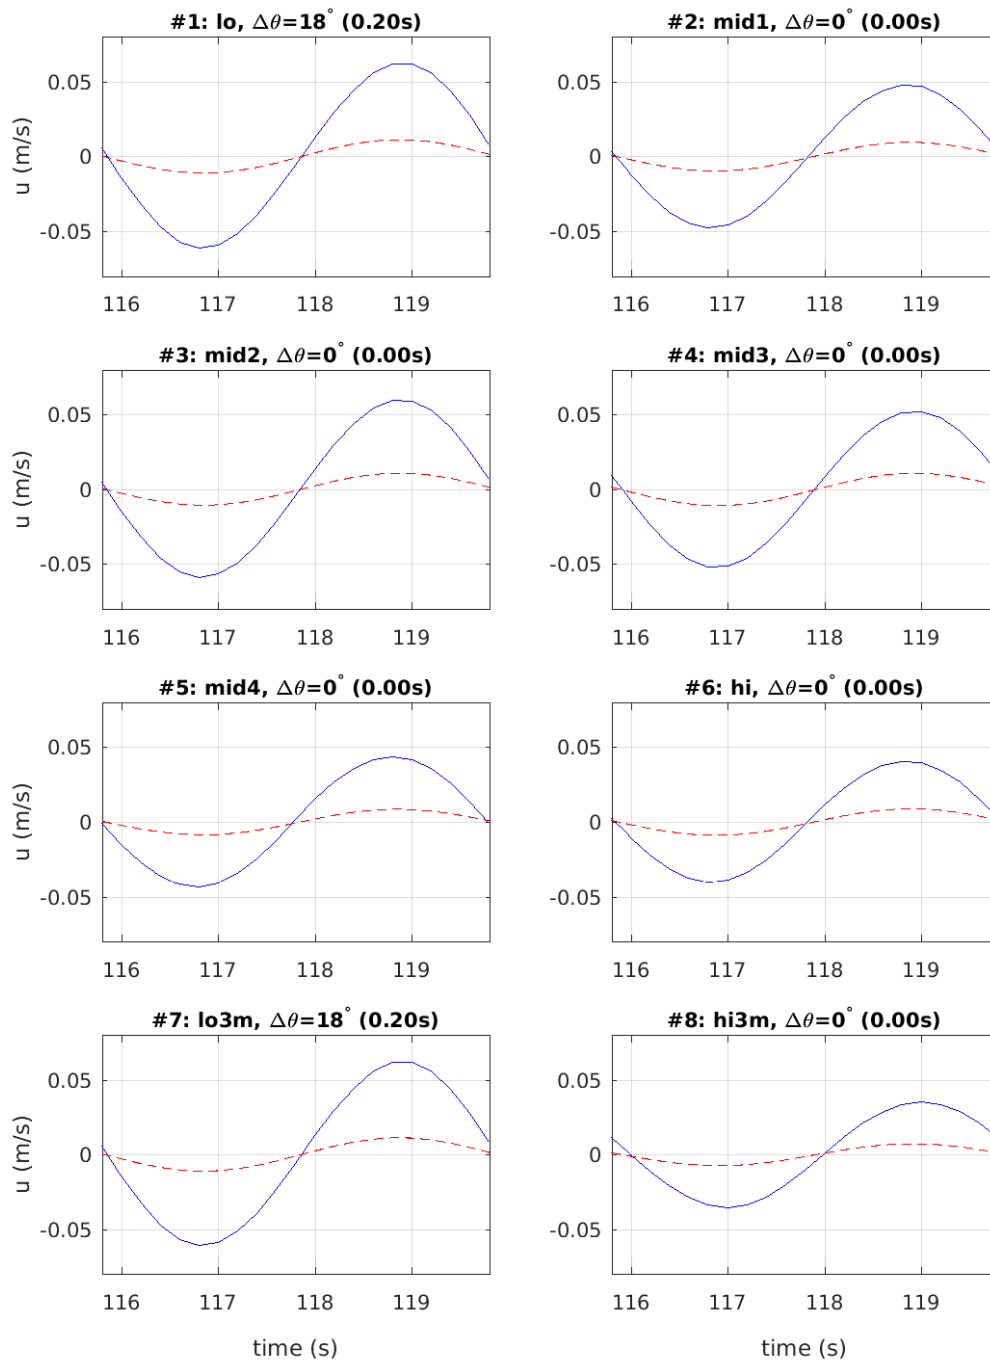 #1: lo, Δθ=18° (0.20s)
#2: mid1, Δθ=0° (0.00s)
0.05
0
-0.05
u (m/s)
116 117 118 119
0.05
0
-0.05
116 117 118 119
#3: mid2, Δθ=0° (0.00s)
#4: mid3, Δθ=0° (0.00s)
0.05
0
-0.05
u (m/s)
116 117 118 119
0.05
0
-0.05
116 117 118 119
#5: mid4, Δθ=0° (0.00s)
#6: hi, Δθ=0° (0.00s)
0.05
0
-0.05
u (m/s)
116 117 118 119
0.05
0
-0.05
116 117 118 119
#7: lo3m, Δθ=18° (0.20s)
#8: hi3m, Δθ=0° (0.00s)
0.05
0
-0.05
u (m/s)
116 117 118 119
time (s)
0.05
0
-0.05
116 117 118 119
time (s)